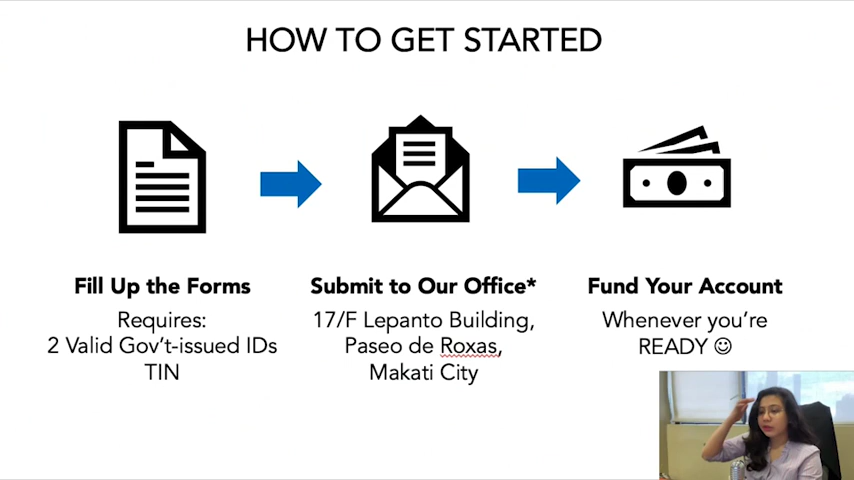 HOW TO GET STARTED
Fill Up the Forms
Requires:
2 Valid Gov't-issued IDs
TIN
Submit to Our Office*
17/F Lepanto Building,
Paseo de Roxas,
Makati City
Fund Your Account
Whenever you're
READY ☺